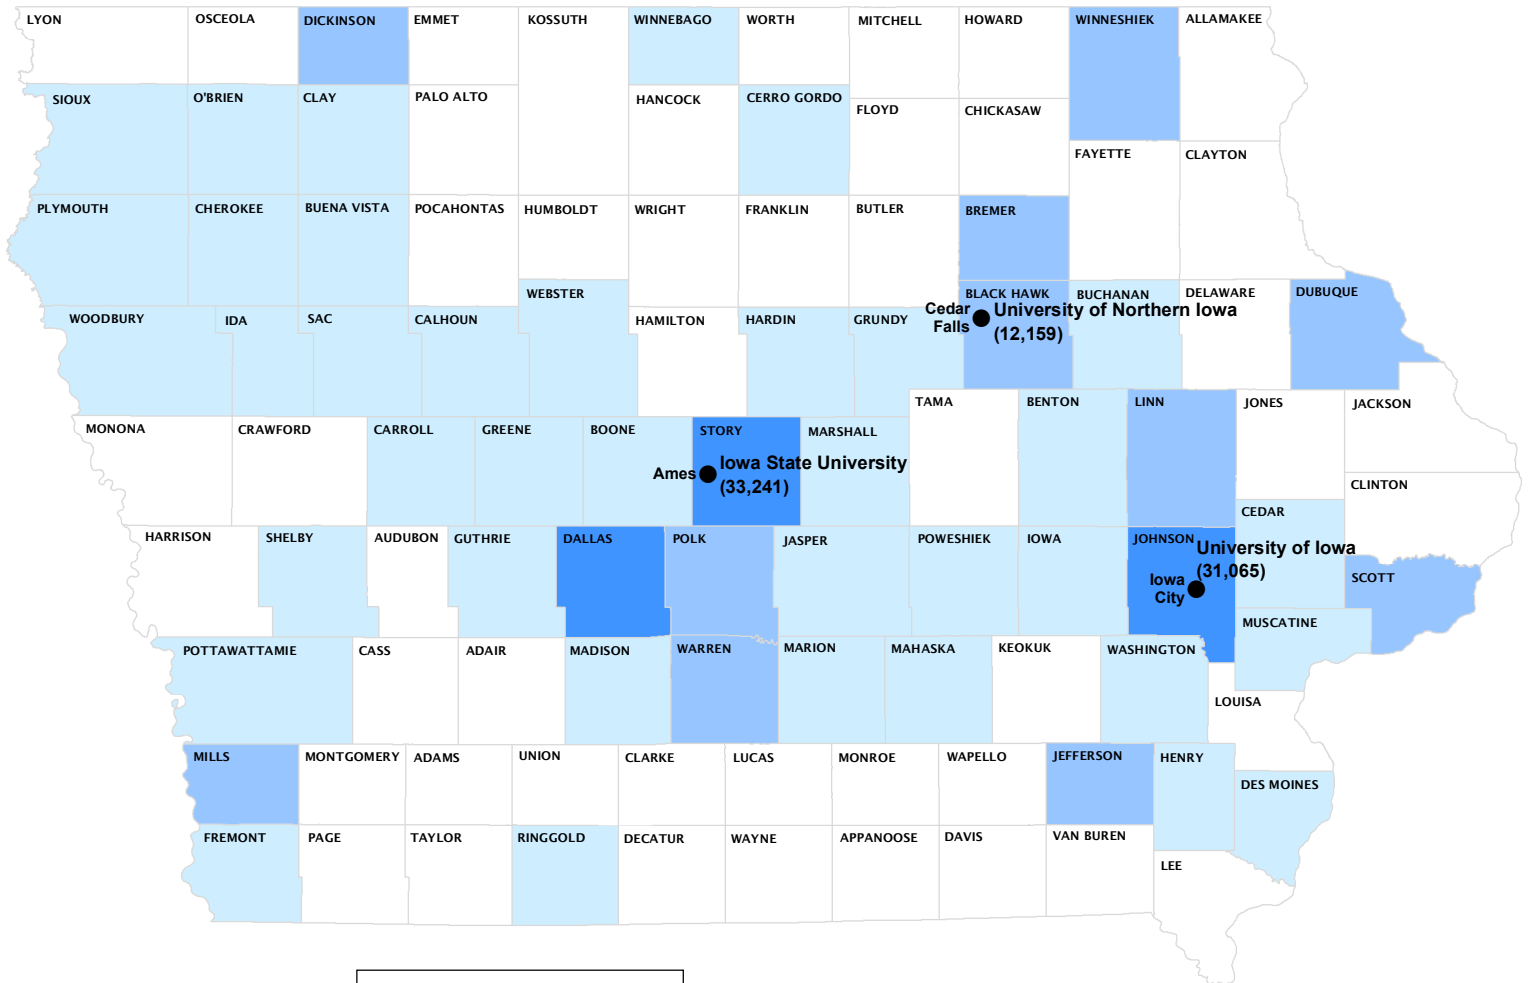 LYON
OSCEOLA
DICKINSON
EMMET
KOSSUTH
WINNEBAGO
WORTH
MITCHELL
HOWARD
WINNESHIEK
ALLAMAKEE
SIOUX
O'BRIEN
CLAY
PALO ALTO
HANCOCK
CERRO GORDO
FLOYD
CHICKASAW
FAYETTE
CLAYTON
PLYMOUTH
CHEROKEE
BUENA VISTA
POCAHONTAS
HUMBOLDT
WRIGHT
FRANKLIN
BUTLER
BREMER
WOODBURY
IDA
SAC
CALHOUN
WEBSTER
HAMILTON
HARDIN
GRUNDY
BLACK HAWK
BUCHANAN
DELAWARE
DUBUQUE
Cedar
Falls
University of Northern Iowa
(12,159)
MONONA
CRAWFORD
CARROLL
GREENE
BOONE
STORY
MARSHALL
TAMA
BENTON
LINN
JONES
JACKSON
Ames
Iowa State University
(33,241)
CLINTON
CEDAR
HARRISON
SHELBY
AUDUBON
GUTHRIE
DALLAS
POLK
JASPER
POWESHIEK
IOWA
JOHNSON
University of Iowa
(31,065)
Iowa
City
SCOTT
MUSCATINE
POTTAWATTAMIE
CASS
ADAIR
MADISON
WARREN
MARION
MAHASKA
KEOKUK
WASHINGTON
LOUISA
MILLS
MONTGOMERY
ADAMS
UNION
CLARKE
LUCAS
MONROE
WAPELLO
JEFFERSON
HENRY
DES MOINES
FREMONT
PAGE
TAYLOR
RINGGOLD
DECATUR
WAYNE
APPANOOSE
DAVIS
VAN BUREN
LEE